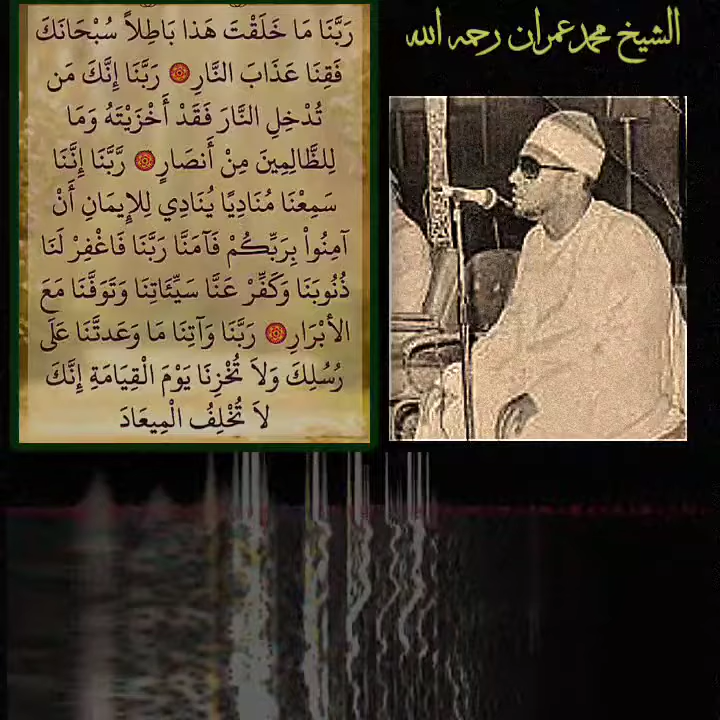 الشيخ محمد عمران رحمه الله
رَبَّنَا مَا خَلَقْتَ هَذا بَاطِلاً سُبْحَانَكَ
فَقِنَا عَذَابَ النَّارِ رَبَّنَا إِنَّكَ مَن
تُدْخِلِ النَّارَ فَقَدْ أَخْزَيْتَهُ وَمَا
لِلظَّالِمِينَ مِنْ أَنصَارٍ رَّبَّنَا إِنَّنَا
سَمِعْنَا مُنَادِيًا يُنَادِي لِلإِيمَانِ أَنْ
آمِنُواْ بِرَبِّكُمْ فَآمَنَّا رَبَّنَا فَاغْفِرْ لَنَا
ذُنُوبَنَا وَكَفِّرْ عَنَّا سَيِّئَاتِنَا وَتَوَفَّنَا مَعَ
الأبْرَارِ رَبَّنَا وَآتِنَا مَا وَعَدتَّنَا عَلَى
رُسُلِكَ وَلاَ تُخْزِنَا يَوْمَ الْقِيَامَةِ إِنَّكَ
لاَ تُخْلِفُ الْمِيعَادَ